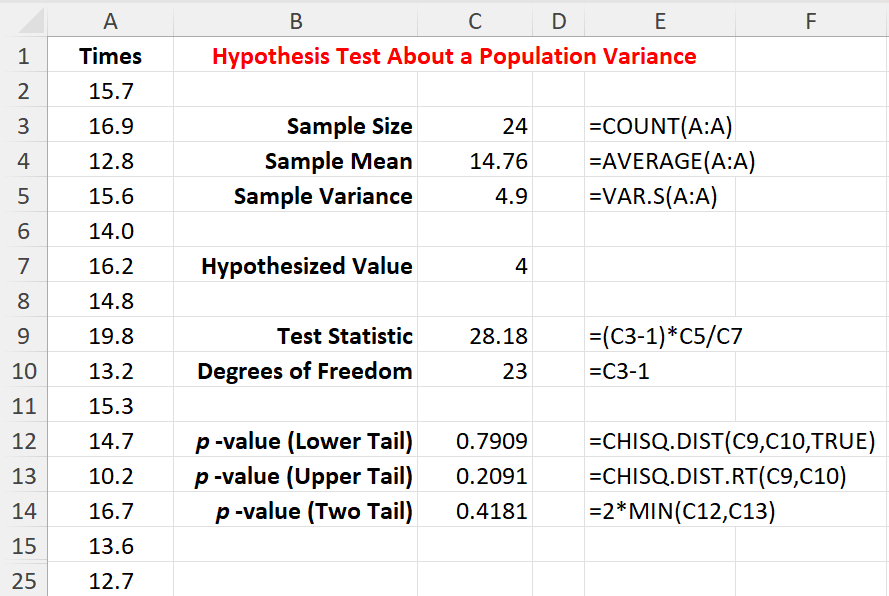 A B C D E F
1 Times Hypothesis Test About a Population Variance
2 15.7
3 16.9 Sample Size 24 =COUNT(A:A)
4 12.8 Sample Mean 14.76 =AVERAGE(A:A)
5 15.6 Sample Variance 4.9 =VAR.S(A:A)
6 14.0
7 16.2 Hypothesized Value 4
8 14.8
9 19.8 Test Statistic 28.18 =(C3-1)*C5/C7
10 13.2 Degrees of Freedom 23 =C3-1
11 15.3
12 14.7 p -value (Lower Tail) 0.7909 =CHISQ.DIST(C9,C10,TRUE)
13 10.2 p -value (Upper Tail) 0.2091 =CHISQ.DIST.RT(C9,C10)
14 16.7 p -value (Two Tail) 0.4181 =2*MIN(C12,C13)
15 13.6
25 12.7